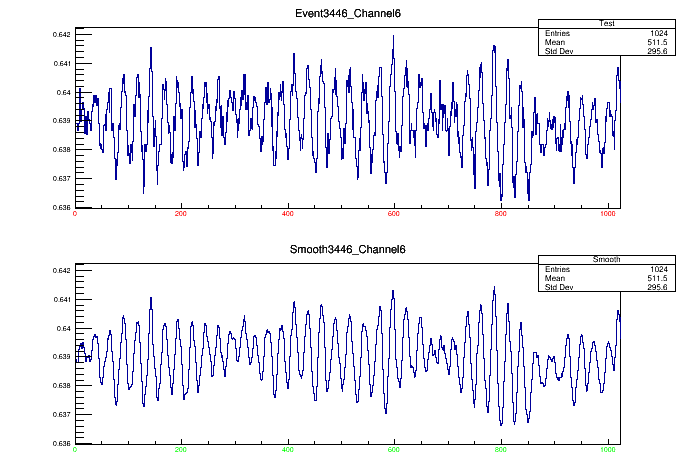 Event3446_Channel6
Test
Entries 1024
Mean 511.5
Std Dev 295.6
0.642
0.641
0.64
0.639
0.638
0.637
0.636
0 200 400 600 800 1000
Smooth3446_Channel6
Smooth
Entries 1024
Mean 511.5
Std Dev 295.6
0.642
0.641
0.64
0.639
0.638
0.637
0.636
0 200 400 600 800 1000